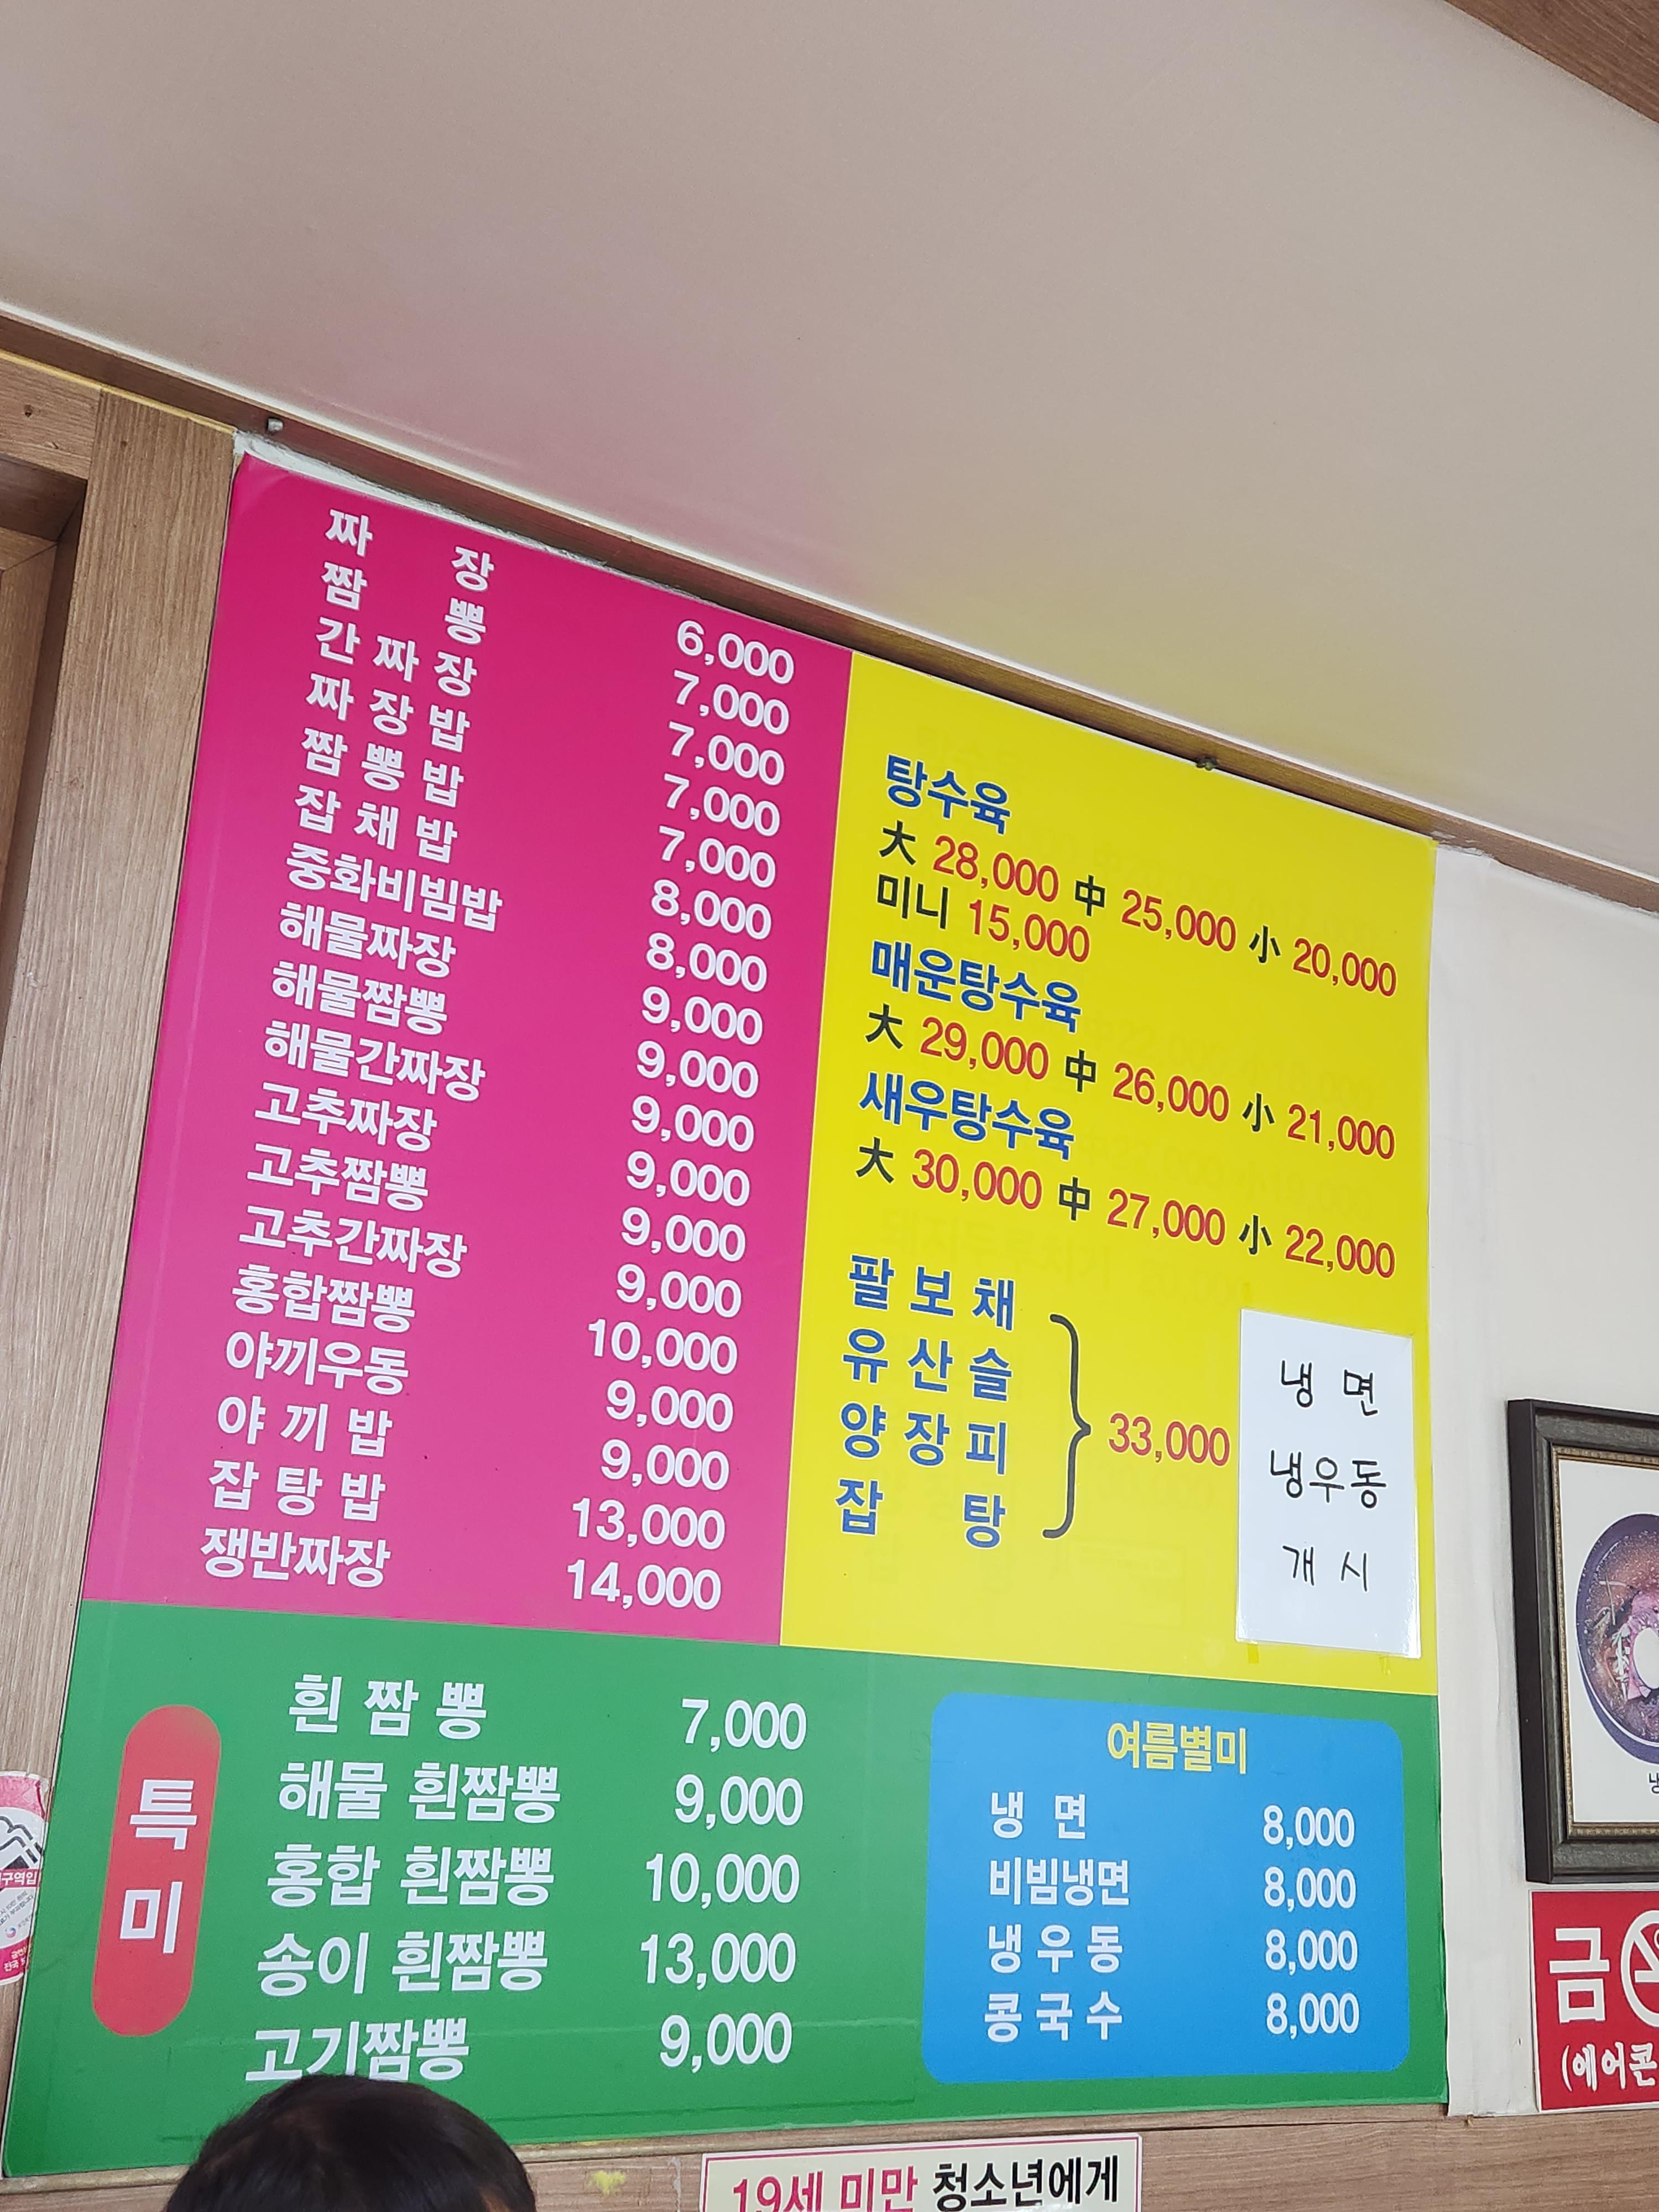 짜 장 6,000
짬 뽕 7,000
간 짜 장 7,000
짜 장 밥 7,000
짬 뽕 밥 7,000
잡 채 밥 8,000
중화비빔밥 8,000
해물짜장 9,000
해물짬뽕 9,000
해물간짜장 9,000
고추짜장 9,000
고추짬뽕 9,000
고추간짜장 9,000
홍합짬뽕 10,000
야끼우동 9,000
야 끼 밥 9,000
잡 탕 밥 13,000
쟁반짜장 14,000
탕수육
大 28,000 中 25,000 小 20,000
미니 15,000
매운탕수육
大 29,000 中 26,000 小 21,000
새우탕수육
大 30,000 中 27,000 小 22,000
팔 보 채
유 산 슬
양 장 피
잡 탕
33,000
냉 면
냉우동
개 시
특미
흰 짬 뽕 7,000
해물 흰짬뽕 9,000
홍합 흰짬뽕 10,000
송이 흰짬뽕 13,000
고기짬뽕 9,000
여름별미
냉 면 8,000
비빔냉면 8,000
냉 우 동 8,000
콩 국 수 8,000
금
(에어콘
19세 미만 청소년에게